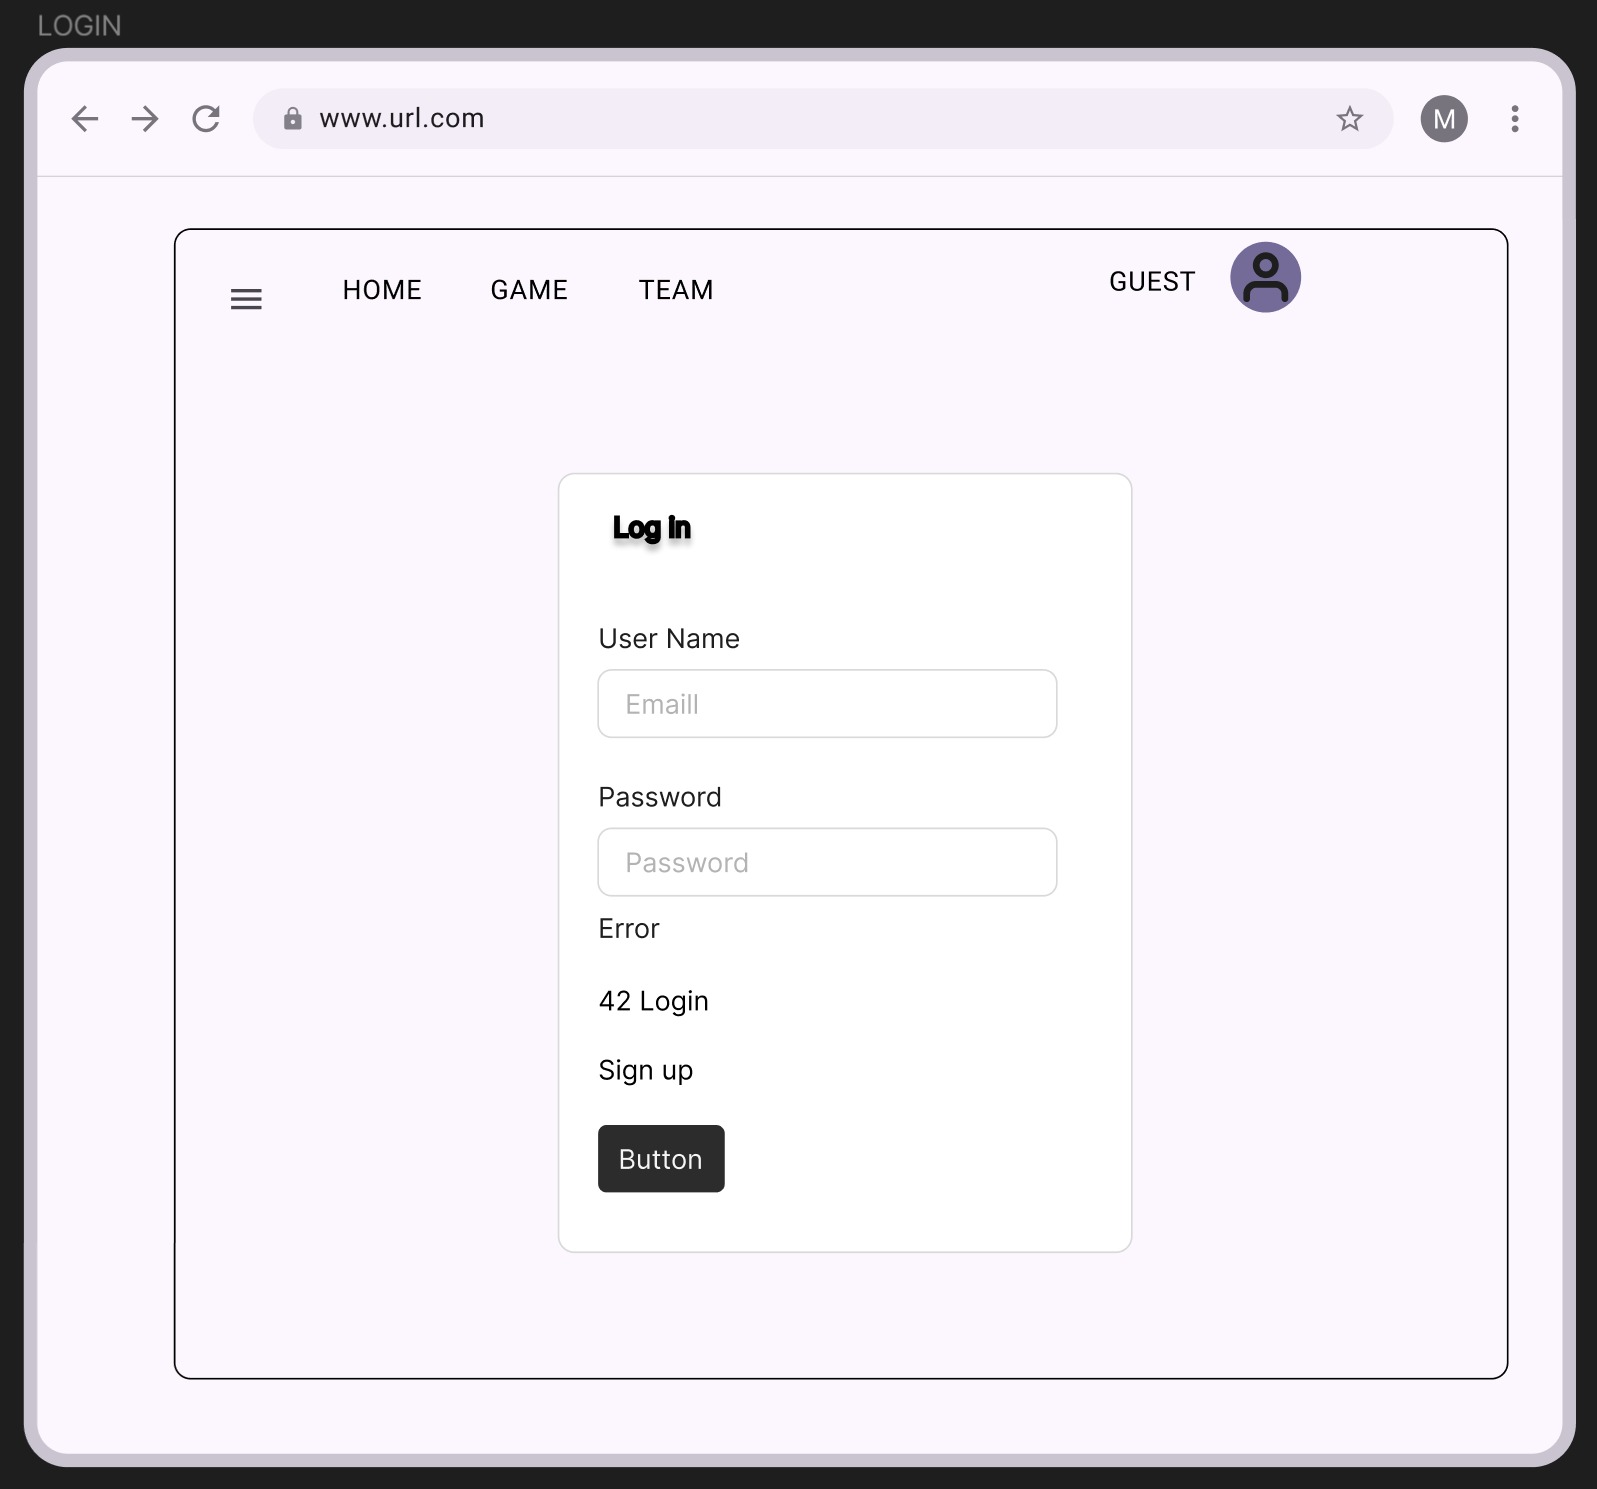 LOGIN
www.url.com
M
HOME GAME TEAM GUEST
Log in
User Name
Emaill
Password
Password
Error
42 Login
Sign up
Button